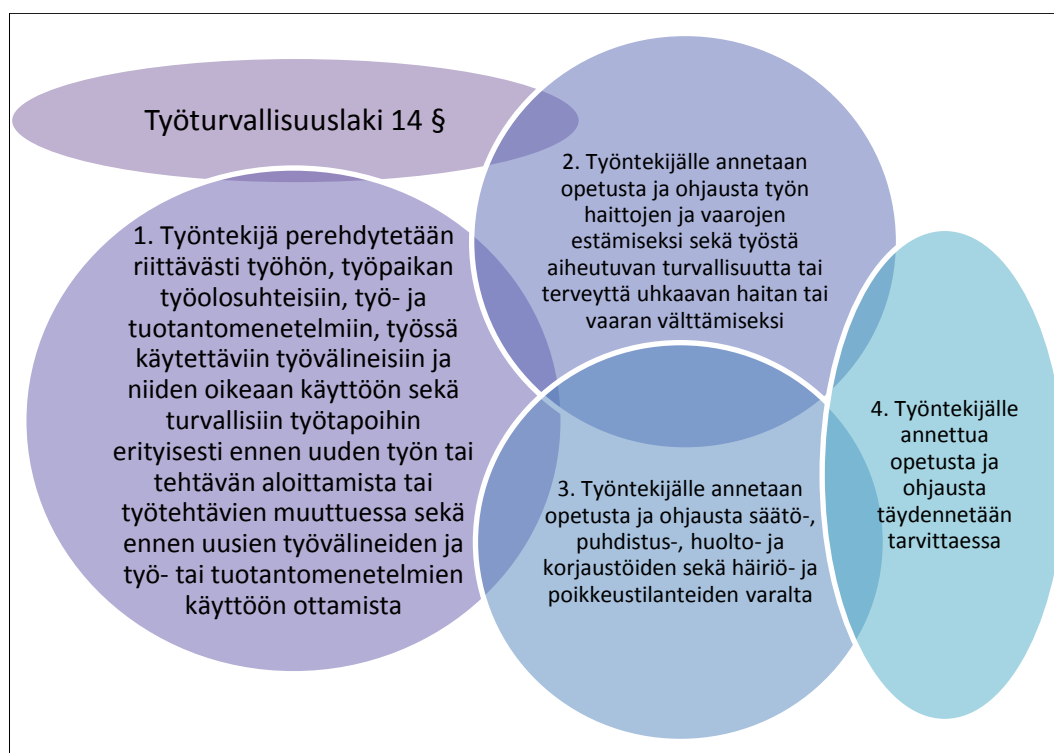 Työturvallisuuslaki 14 §
1. Työntekijä perehdytetään
riittävästi työhön, työpaikan
työolosuhteisiin, työ- ja
tuotantomenetelmiin, työssä
käytettäviin työvälineisiin ja
niiden oikeaan käyttöön sekä
turvallisiin työtapoihin
erityisesti ennen uuden työn tai
tehtävän aloittamista tai
työtehtävien muuttuessa sekä
ennen uusien työvälineiden ja
työ- tai tuotantomenetelmien
käyttöön ottamista
2. Työntekijälle annetaan
opetusta ja ohjausta työn
haittojen ja vaarojen
estämiseksi sekä työstä
aiheutuvan turvallisuutta tai
terveyttä uhkaavan haitan tai
vaaran välttämiseksi
3. Työntekijälle annetaan
opetusta ja ohjausta säätö-,
puhdistus-, huolto- ja
korjaustöiden sekä häiriö- ja
poikkeustilanteiden varalta
4. Työntekijälle
annettua
opetusta ja
ohjausta
täydennetään
tarvittaessa